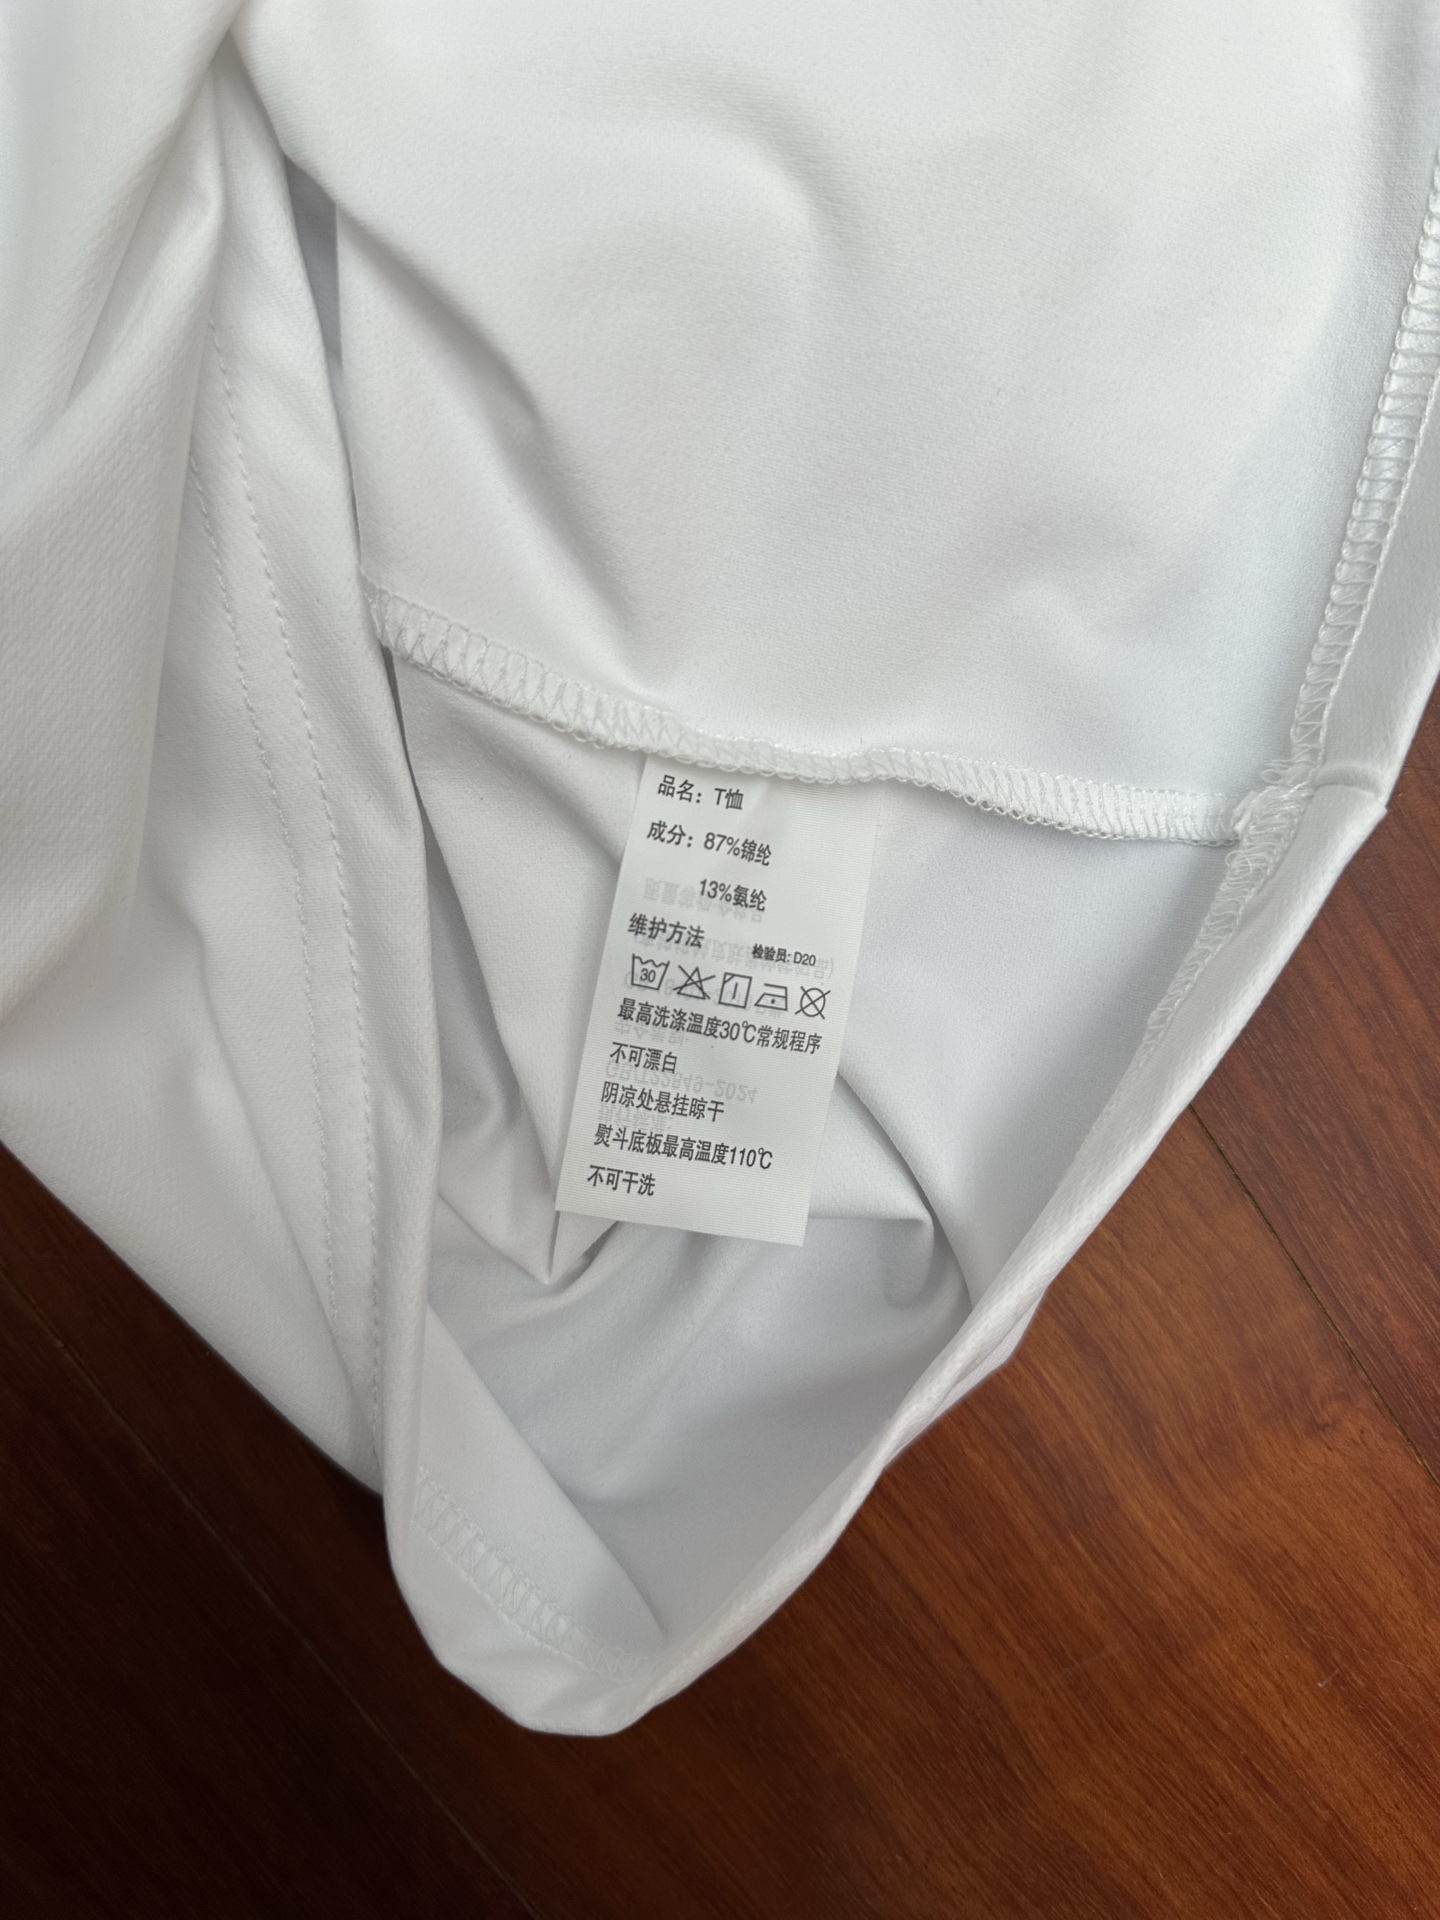 品名：T恤
成分：87%锦纶
13%氨纶
维护方法 检验员: D20
30
最高洗涤温度30℃常规程序
不可漂白
阴凉处悬挂晾干
熨斗底板最高温度110℃
不可干洗
GB/T22849-2024